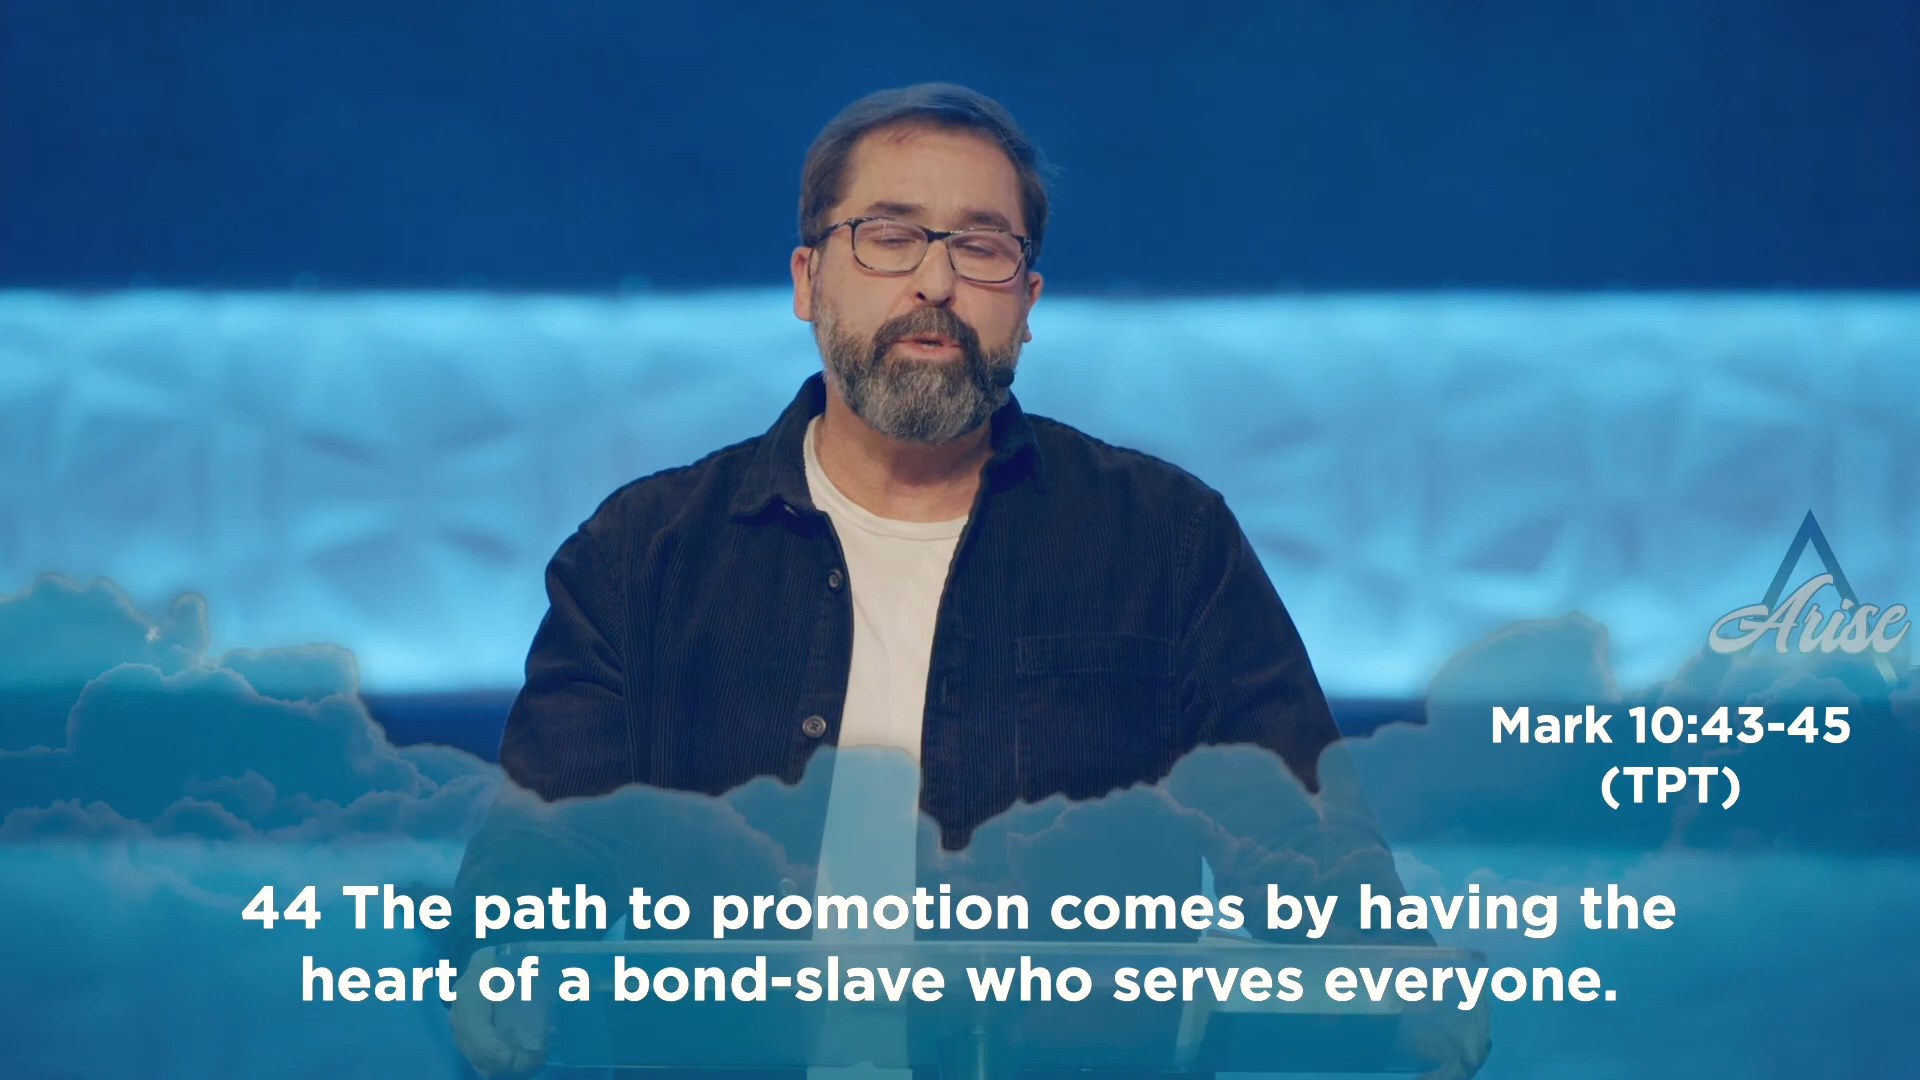 Arise
Mark 10:43-45
(TPT)
44 The path to promotion comes by having the
heart of a bond-slave who serves everyone.